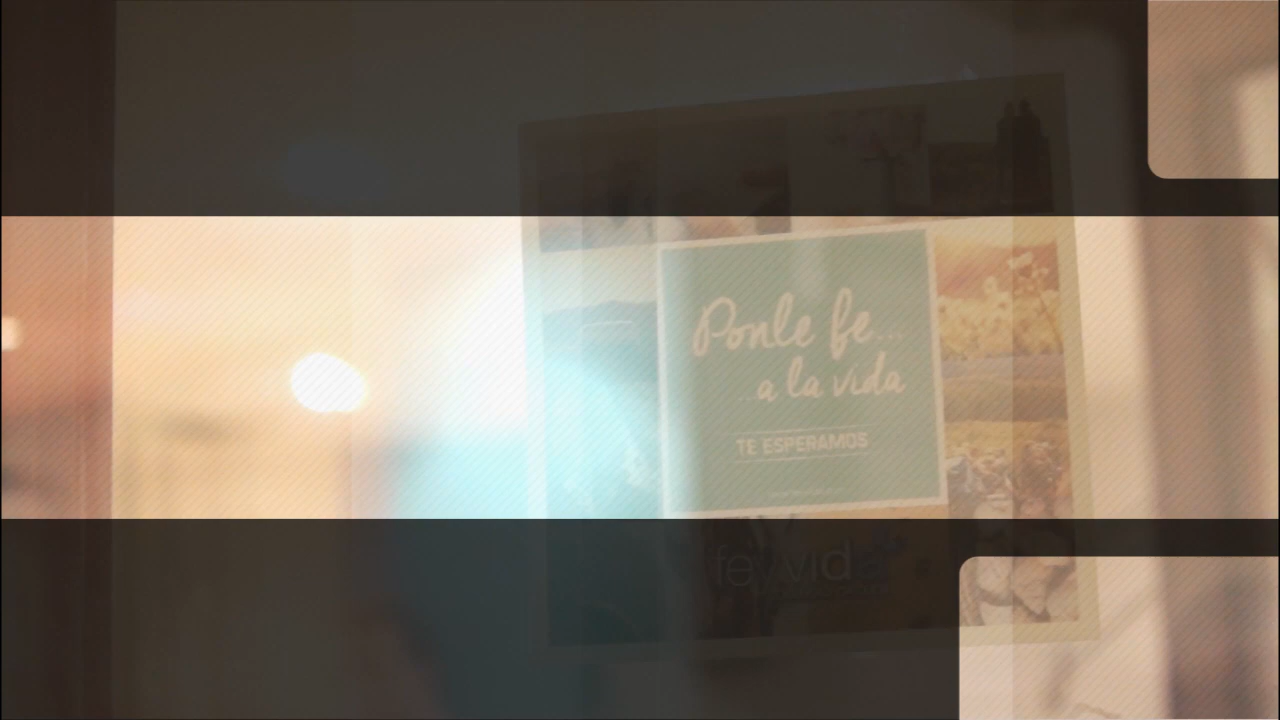 Ponle fe...
...a la vida
TE ESPERAMOS
fe y vida